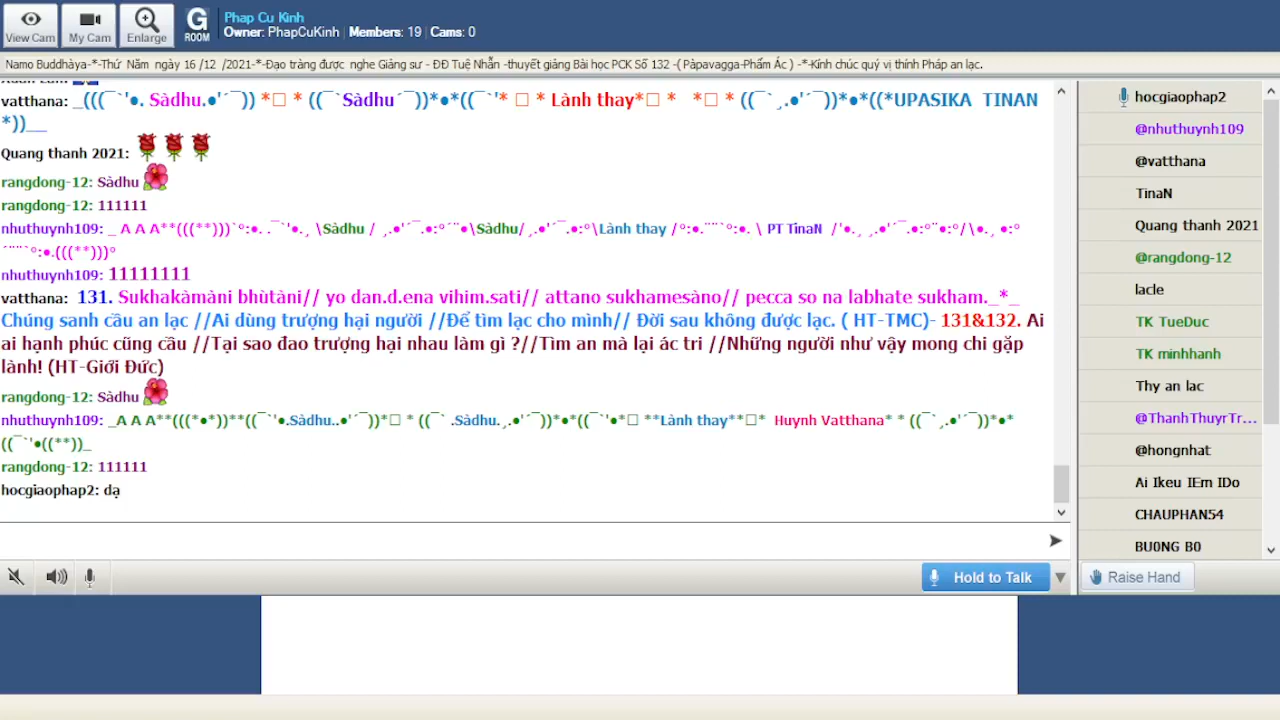 View Cam
My Cam
Enlarge
G
ROOM
Phap Cu Kinh
Owner: PhapCuKinh | Members: 19 | Cams: 0
Namo Buddhàya-*-Thứ Năm ngày 16 /12 /2021-*-Đạo tràng được nghe Giảng sư - ĐĐ Tuệ Nhẫn -thuyết giảng Bài học PCK Số 132 -( Pàpavagga-Phẩm Ác ) -*-Kính chúc quý vị thính Pháp an lạc.
vatthana: _(((¯`'•. Sàdhu.•'´¯)) *□ * ((¯`Sàdhu´¯))*•*((¯`'* □ * Lành thay*□ * *□ * ((¯`¸.•'´¯))*•*((*UPASIKA TINAN
*))__
Quang thanh 2021:
rangdong-12: Sàdhu
rangdong-12: 111111
nhuthuynh109: _ A A A**(((**)))`º:•. .¯`'•.¸ \Sàdhu / ¸.•'´¯.•:º´¨•\Sàdhu/¸.•'´¯.•:º\Lành thay /º:•.¨¨`º:•. \ PT TinaN /'•.¸ ¸.•'´¯.•:º¨•:º/\•.¸ •:º
´¨¨`º:•.(((**)))º
nhuthuynh109: 11111111
vatthana: 131. Sukhakàmàni bhùtàni// yo dan.d.ena vihim.sati// attano sukhamesàno// pecca so na labhate sukham._*_
Chúng sanh cầu an lạc //Ai dùng trượng hại người //Để tìm lạc cho mình// Đời sau không được lạc. ( HT-TMC)- 131&132. Ai
ai hạnh phúc cũng cầu //Tại sao đao trượng hại nhau làm gì ?//Tìm an mà lại ác tri //Những người như vậy mong chi gặp
lành! (HT-Giới Đức)
rangdong-12: Sàdhu
nhuthuynh109: _A A A**(((*•*))**((¯`'•.Sàdhu..•'´¯))*□ * ((¯` .Sàdhu.¸.•'´¯))*•*((¯`'•*□ **Lành thay**□* Huynh Vatthana* * ((¯`¸.•'´¯))*•*
((¯`'•((**))_
rangdong-12: 111111
hocgiaophap2: dạ
Hold to Talk
hocgiaophap2
@nhuthuynh109
@vatthana
TinaN
Quang thanh 2021
@rangdong-12
lacle
TK TueDuc
TK minhhanh
Thy an lac
@ThanhThuyrTr...
@hongnhat
Ai Ikeu IEm IDo
CHAUPHAN54
BU0NG B0
Raise Hand